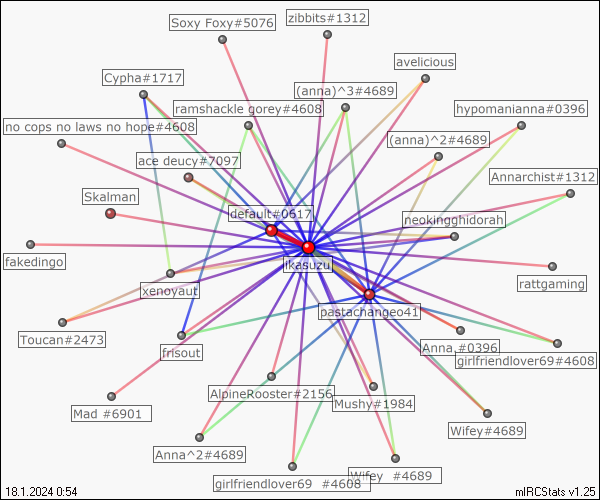 Soxy Foxy#5076
zibbits#1312
avelicious
Cypha#1717
(anna)^3#4689
ramshackle gorey#4608
hypomanianna#0396
no cops no laws no hope#4608
(anna)^2#4689
ace deucy#7097
Annarchist#1312
Skalman
default#0617
neokingghidorah
fakedingo
ikasuzu
rattgaming
xenoyaut
pastachangeo41
Toucan#2473
frisout
Anna,#0396
girlfriendlover69#4608
AlpineRooster#2156
Mushy#1984
Mad #6901
Wifey#4689
Anna^2#4689
girlfriendlover69 #4608
Wifey #4689
18.1.2024 0:54
mIRCStats v1.25